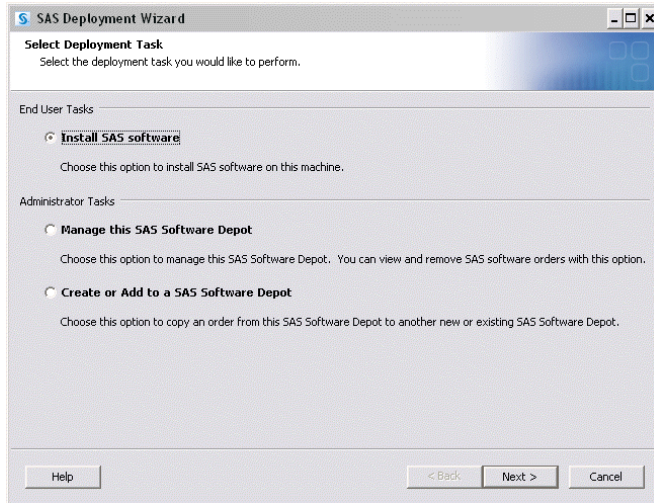 SAS Deployment Wizard
Select Deployment Task
Select the deployment task you would like to perform.
End User Tasks
Install SAS software
Choose this option to install SAS software on this machine.
Administrator Tasks
Manage this SAS Software Depot
Choose this option to manage this SAS Software Depot. You can view and remove SAS software orders with this option.
Create or Add to a SAS Software Depot
Choose this option to copy an order from this SAS Software Depot to another new or existing SAS Software Depot.
Help
< Back
Next >
Cancel